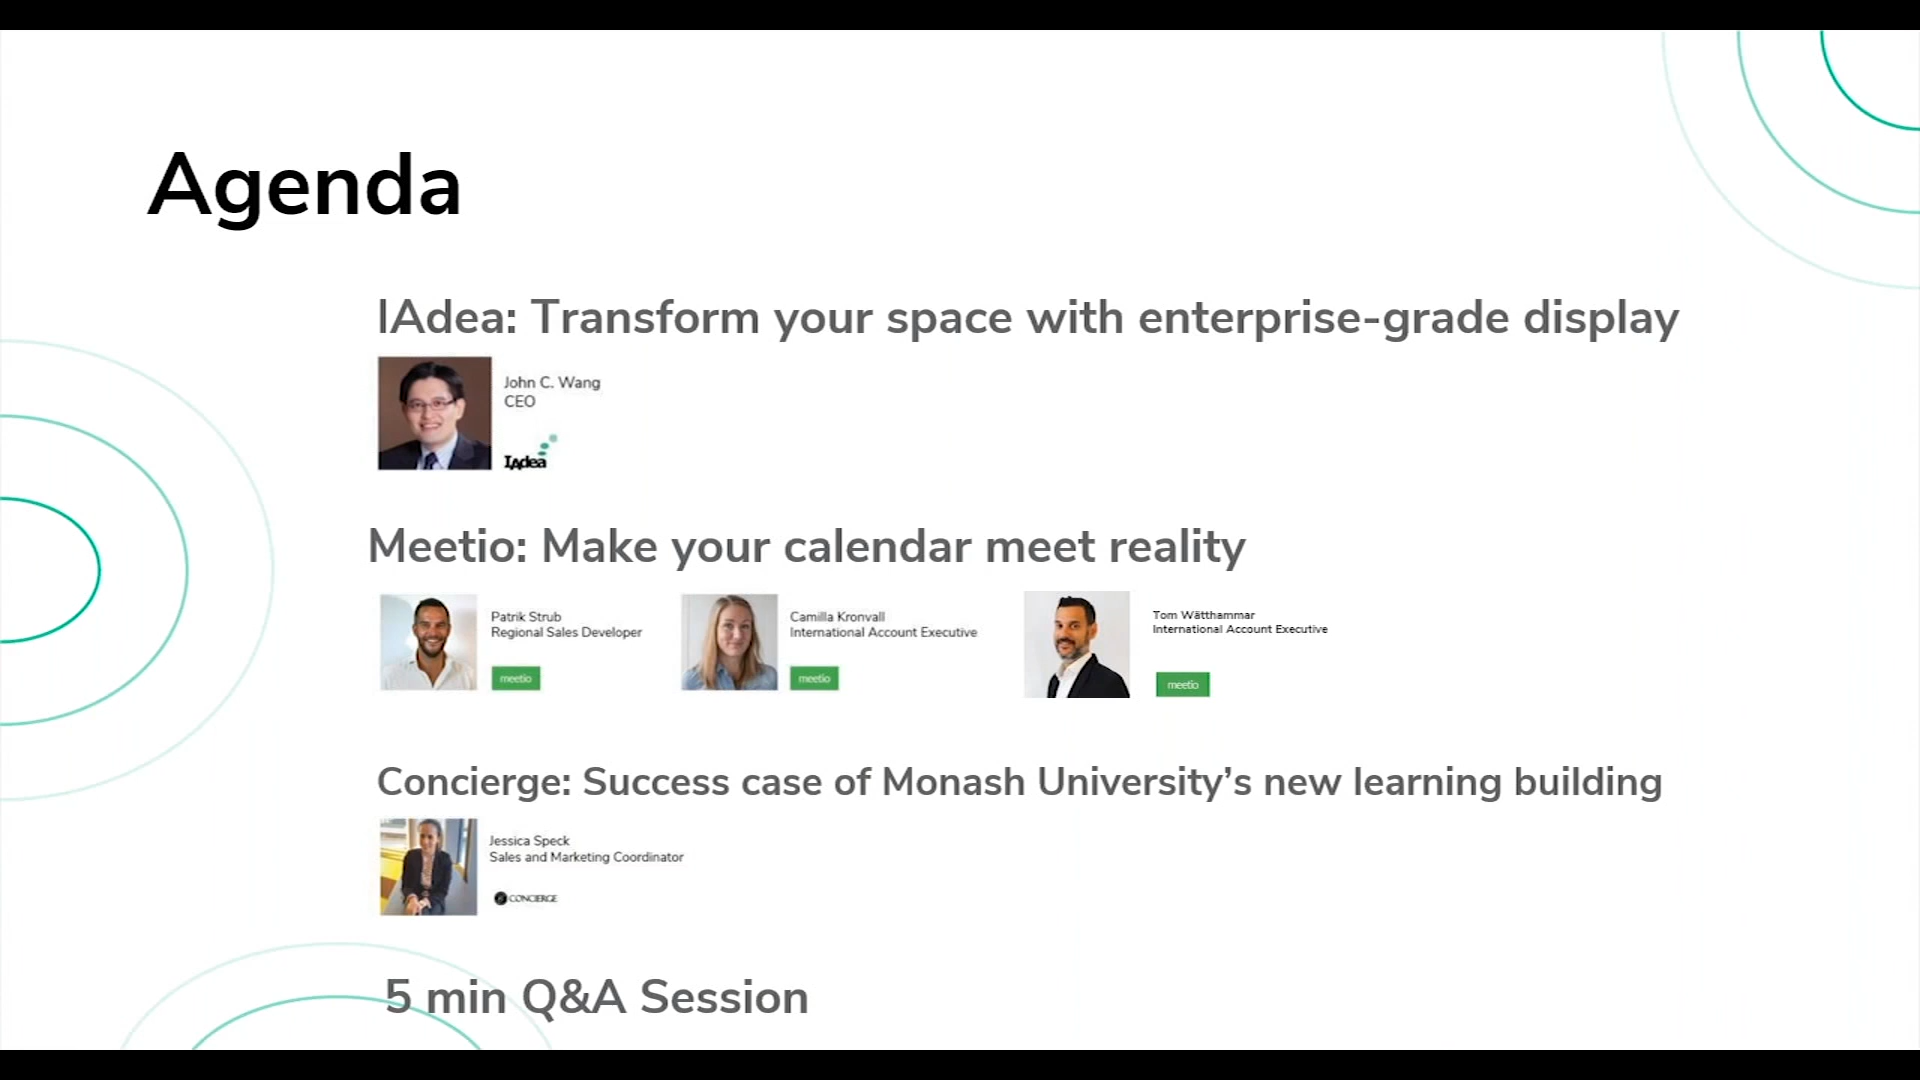 Agenda
IAdea: Transform your space with enterprise-grade display
John C. Wang
CEO
IAdea
Meetio: Make your calendar meet reality
Patrik Strub
Regional Sales Developer
meetio
Camilla Kronvall
International Account Executive
meetio
Tom Wätthammar
International Account Executive
meetio
Concierge: Success case of Monash University’s new learning building
Jessica Speck
Sales and Marketing Coordinator
CONCIERGE
5 min Q&A Session